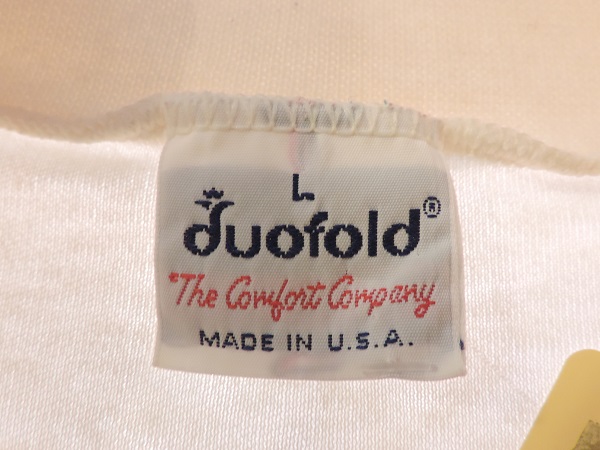 L
duofold®
"The Comfort Company
MADE IN U.S.A.